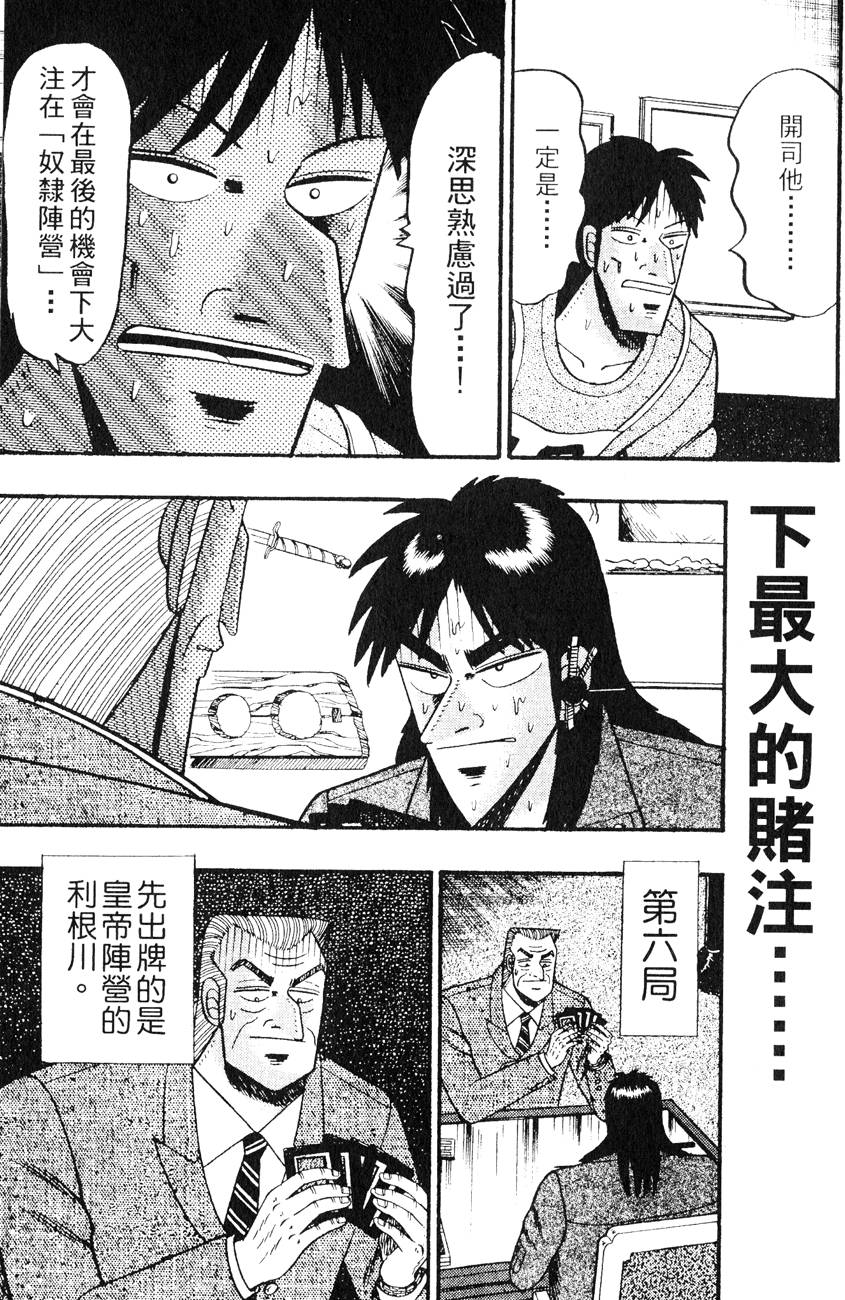 開司他………
一定是……
深思熟慮過了…！
才會在最後的機會下大
注在「奴隸陣營」…
下最大的賭注……
第六局
先出牌的是
皇帝陣營的
利根川。